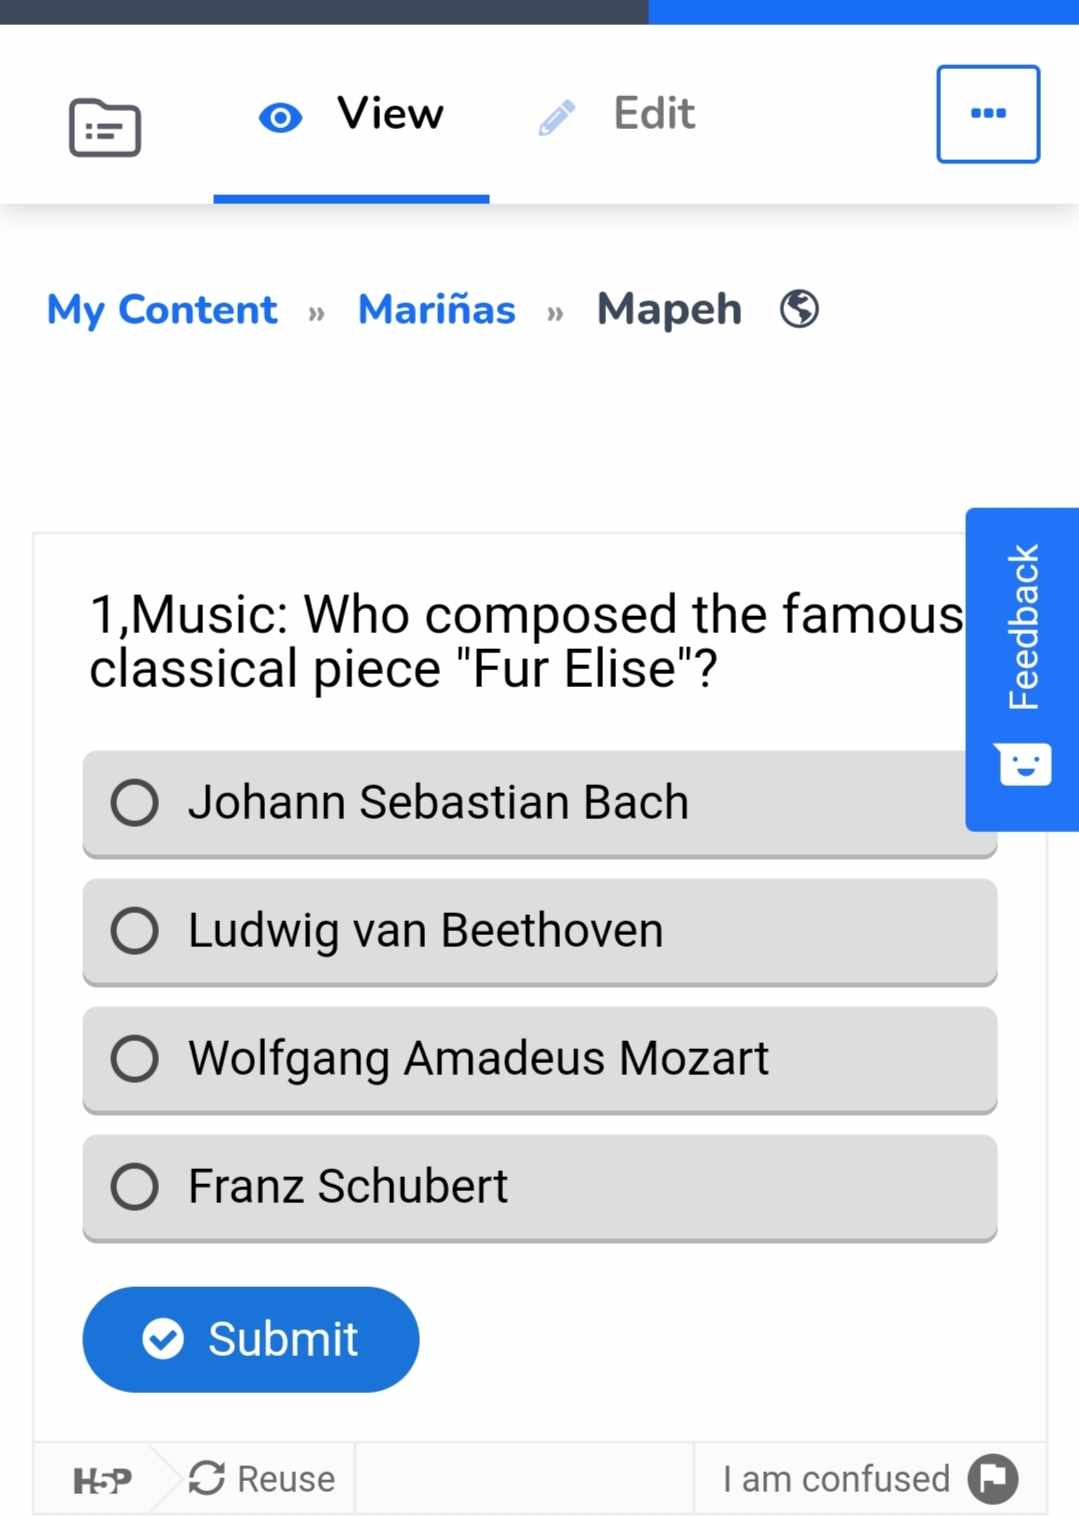 View
Edit
My Content » Mariñas » Mapeh
Feedback
1,Music: Who composed the famous
classical piece "Fur Elise"?
Johann Sebastian Bach
Ludwig van Beethoven
Wolfgang Amadeus Mozart
Franz Schubert
Submit
H5P
Reuse
I am confused